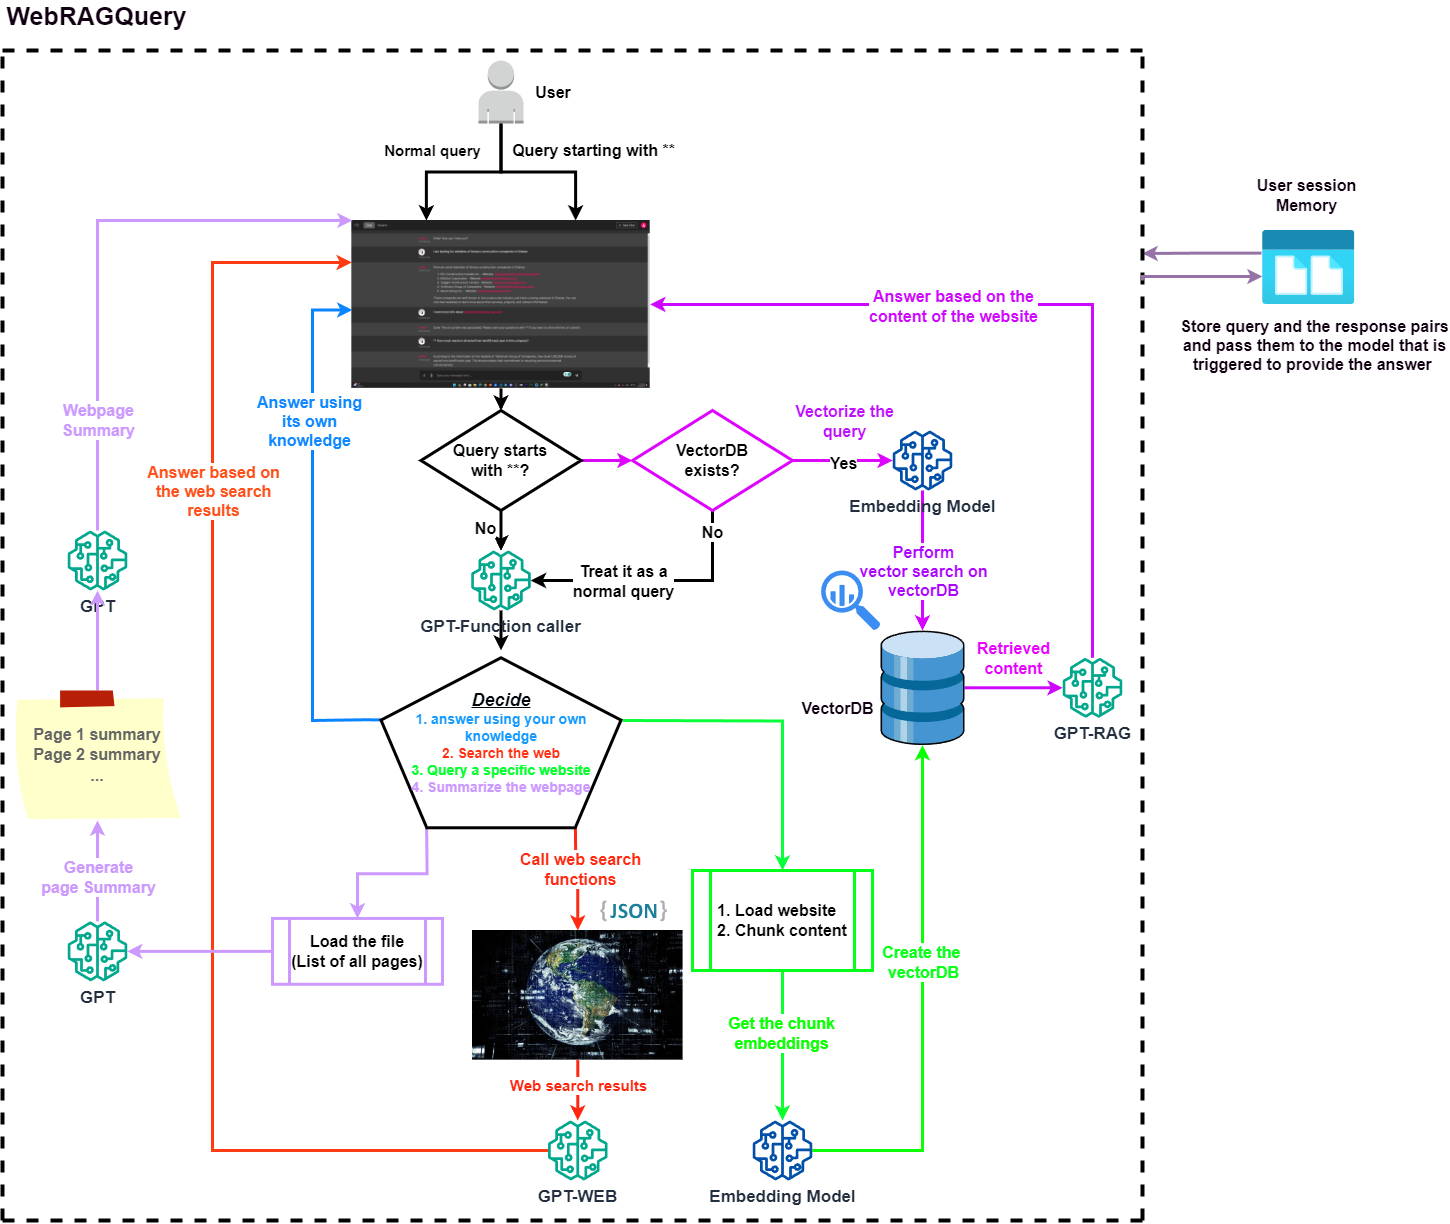 WebRAGQuery
User
Normal query
Query starting with **
User session
Memory
Store query and the response pairs
and pass them to the model that is
triggered to provide the answer
Answer based on the
content of the website
Answer using
its own
knowledge
Webpage
Summary
Answer based on
the web search
results
Query starts
with **?
VectorDB
exists?
Vectorize the
query
Yes
Embedding Model
No
No
Treat it as a
normal query
GPT-Function caller
Perform
vector search on
vectorDB
VectorDB
Retrieved
content
GPT-RAG
GPT
Page 1 summary
Page 2 summary
...
Decide
1. answer using your own
knowledge
2. Search the web
3. Query a specific website
4. Summarize the webpage
Generate
page Summary
GPT
Load the file
(List of all pages)
Call web search
functions
{JSON}
1. Load website
2. Chunk content
Create the
vectorDB
Get the chunk
embeddings
Web search results
GPT-WEB
Embedding Model